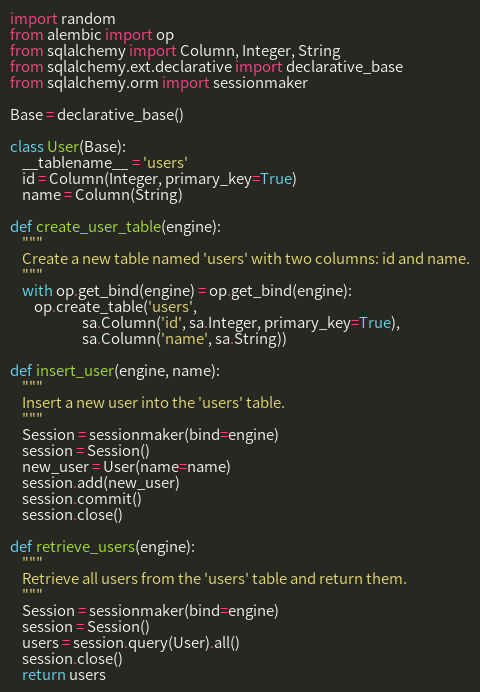 import random
from alembic import op
from sqlalchemy import Column, Integer, String
from sqlalchemy.ext.declarative import declarative_base
from sqlalchemy.orm import sessionmaker

Base = declarative_base()

class User(Base):
    __tablename__ = 'users'
    id = Column(Integer, primary_key=True)
    name = Column(String)

def create_user_table(engine):
    """
    Create a new table named 'users' with two columns: id and name.
    """
    with op.get_bind(engine) = op.get_bind(engine):
        op.create_table('users',
                        sa.Column('id', sa.Integer, primary_key=True),
                        sa.Column('name', sa.String))

def insert_user(engine, name):
    """
    Insert a new user into the 'users' table.
    """
    Session = sessionmaker(bind=engine)
    session = Session()
    new_user = User(name=name)
    session.add(new_user)
    session.commit()
    session.close()

def retrieve_users(engine):
    """
    Retrieve all users from the 'users' table and return them.
    """
    Session = sessionmaker(bind=engine)
    session = Session()
    users = session.query(User).all()
    session.close()
    return users